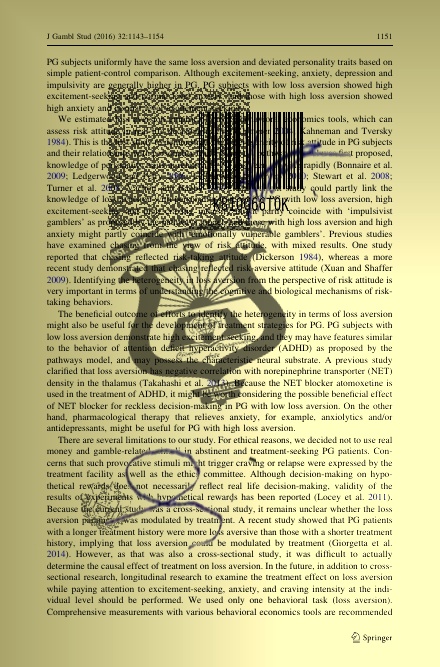 J Gambl Stud (2016) 32:1143–1154 1151
PG subjects uniformly have the same loss aversion and deviated personality traits based on
simple patient-control comparison. Although excitement-seeking, anxiety, depression and
impulsivity are generally higher in PG, PG subjects with low loss aversion showed high
excitement-seeking those with high loss aversion showed
high anxiety and
We estimated omics tools, which can
assess risk attitude Kahneman and Tversky
1984). This is the attitude in PG subjects
and their relation first proposed,
knowledge of rapidly (Bonnaire et al.
2009; Ledgerwood Stewart et al. 2008;
Turner et al. study could partly link the
knowledge of with low loss aversion, high
excitement-seeking partly coincide with 'impulsivist
gamblers' as with high loss aversion and high
anxiety might partly coincide with 'emotionally vulnerable gamblers'. Previous studies
have examined chasing from the view of risk attitude, with mixed results. One study
reported that chasing reflected risk-taking attitude (Dickerson 1984), whereas a more
recent study demonstrated that chasing reflected risk-aversive attitude (Xuan and Shaffer
2009). Identifying the heterogeneity in loss aversion from the perspective of risk attitude is
very important in terms of understanding the cognitive and biological mechanisms of risk-
taking behaviors.
The beneficial outcome of efforts to identify the heterogeneity in terms of loss aversion
might also be useful for the development of treatment strategies for PG. PG subjects with
low loss aversion demonstrate high excitement-seeking, and they may have features similar
to the behavior of attention deficit hyperactivity disorder (ADHD) as proposed by the
pathways model, and may possess the characteristic neural substrate. A previous study
clarified that loss aversion has negative correlation with norepinephrine transporter (NET)
density in the thalamus (Takahashi et al. Because the NET blocker atomoxetine is
used in the treatment of ADHD, it might be worth considering the possible beneficial effect
of NET blocker for reckless decision-making in PG with low loss aversion. On the other
hand, pharmacological therapy that relieves anxiety, for example, anxiolytics and/or
antidepressants, might be useful for PG with high loss aversion.
There are several limitations to our study. For ethical reasons, we decided not to use real
money and gamble-related stimuli in abstinent and treatment-seeking PG patients. Con-
cerns that such provocative stimuli might trigger craving or relapse were expressed by the
treatment facility as well as the ethics committee. Although decision-making on hypo-
thetical rewards does not necessarily reflect real life decision-making, validity of the
results of experiments with hypothetical rewards has been reported (Locey et al. 2011).
Because the current study was a cross-sectional study, it remains unclear whether the loss
aversion parameter was modulated by treatment. A recent study showed that PG patients
with a longer treatment history were more loss aversive than those with a shorter treatment
history, implying that loss aversion could be modulated by treatment (Giorgetta et al.
2014). However, as that was also a cross-sectional study, it was difficult to actually
determine the causal effect of treatment on loss aversion. In the future, in addition to cross-
sectional research, longitudinal research to examine the treatment effect on loss aversion
while paying attention to excitement-seeking, anxiety, and craving intensity at the indi-
vidual level should be performed. We used only one behavioral task (loss aversion).
Comprehensive measurements with various behavioral economics tools are recommended
Springer